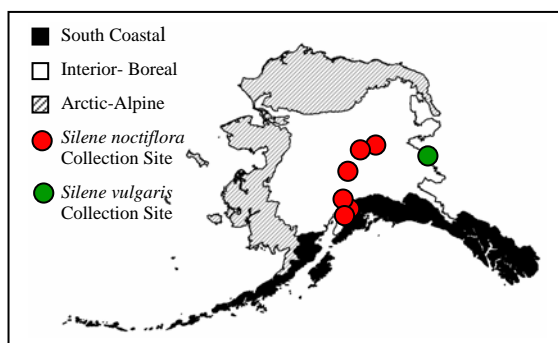 South Coastal
Interior- Boreal
Arctic-Alpine
Silene noctiflora
Collection Site
Silene vulgaris
Collection Site